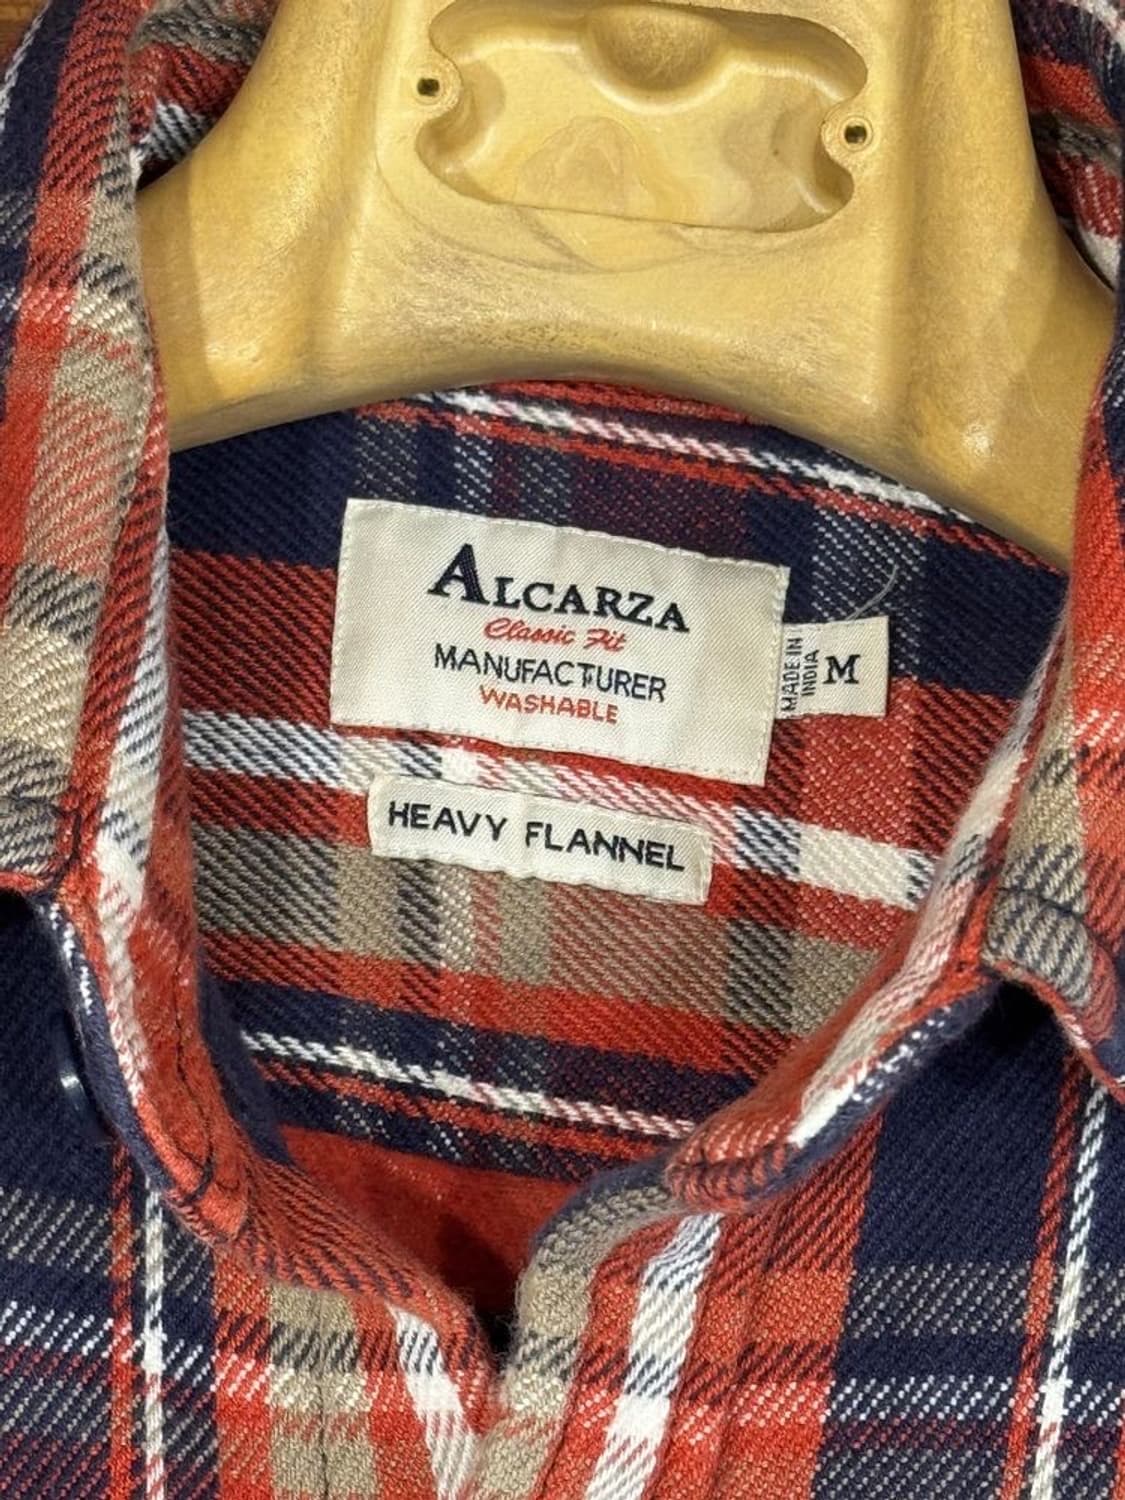 ALCARZA
Classic Fit
MANUFACTURER
WASHABLE
MADE IN
INDIA
M
HEAVY FLANNEL